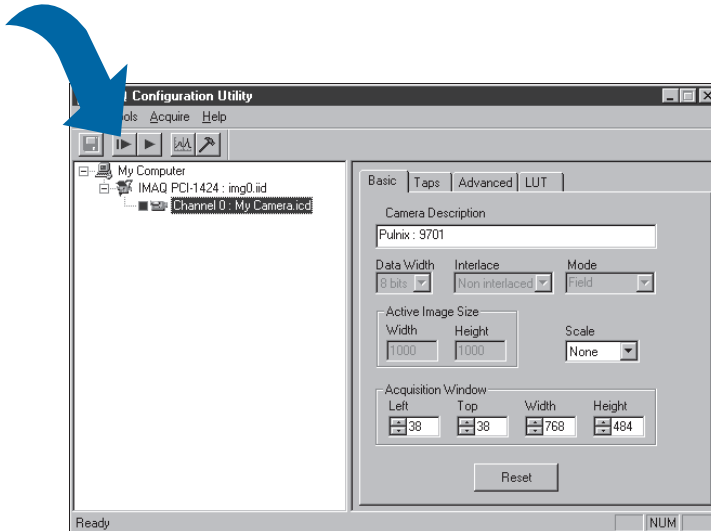 Configuration Utility
Acquire Help
My Computer
IMAQ PCI-1424 : img0.iid
Channel 0 : My Camera.icd
Basic Taps Advanced LUT
Camera Description
Pulnix : 9701
Data Width Interlace Mode
8 bits Non interlaced Field
Active Image Size
Width Height Scale
1000 1000 None
Acquisition Window
Left Top Width Height
38 38 768 484
Reset
Ready NUM